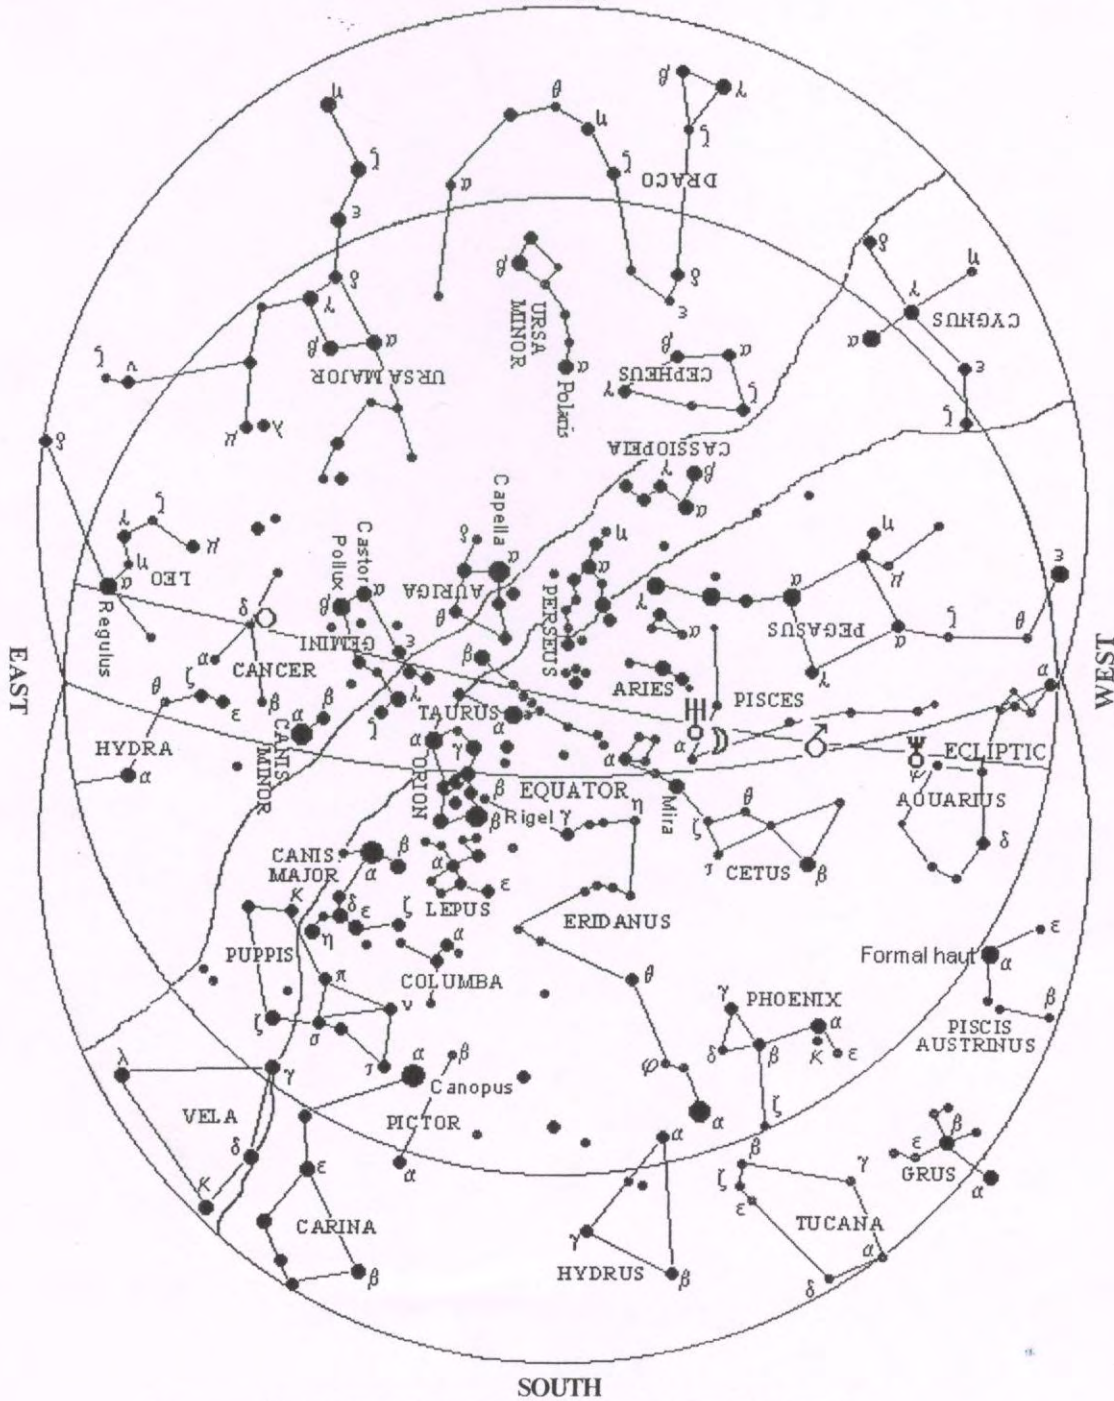 β γ
μ θ
η
ζ ζ ζ
α DRACO
ε
β URSA MINOR δ δ
δ ε η
γ γ CYGNUS
β α β α α
URSA MAJOR α Polaris CEPHEUS ε
ζ ν γ ζ
μ λ ζ
δ CASSIOPEIA
γ β
α
ζ Capella
γ μ Castor δ α η η
η Pollux α α ε
α LEO α AURIGA γ α μ
Regulus δ β GEMINI θ PERSEUS α PEGASUS α ζ θ
α CANCER ε β
θ ζ ε β γ ARIES PISCES γ α
EAST WEST
α β ζ TAURUS
HYDRA CANIS MINOR α γ α α ECLIPTIC
α ORION ψ
β EQUATOR Mira AQUARIUS
β Rigel γ η ζ θ
CANIS MAJOR β α δ
α τ CETUS β
κ δ ε ζ LEPUS ε
η α ERIDANUS
PUPPIS Formal haut ε
π COLUMBA θ α
ν γ PHOENIX
ζ σ α β
β κ PISCIS AUSTRINUS
λ γ τ α β δ ε
Canopus φ
VELA PICTOR ζ
α α
δ ε α β β
κ ζ γ ε GRUS
ε α
CARINA TUCANA
γ α
β HYDRUS β δ
SOUTH